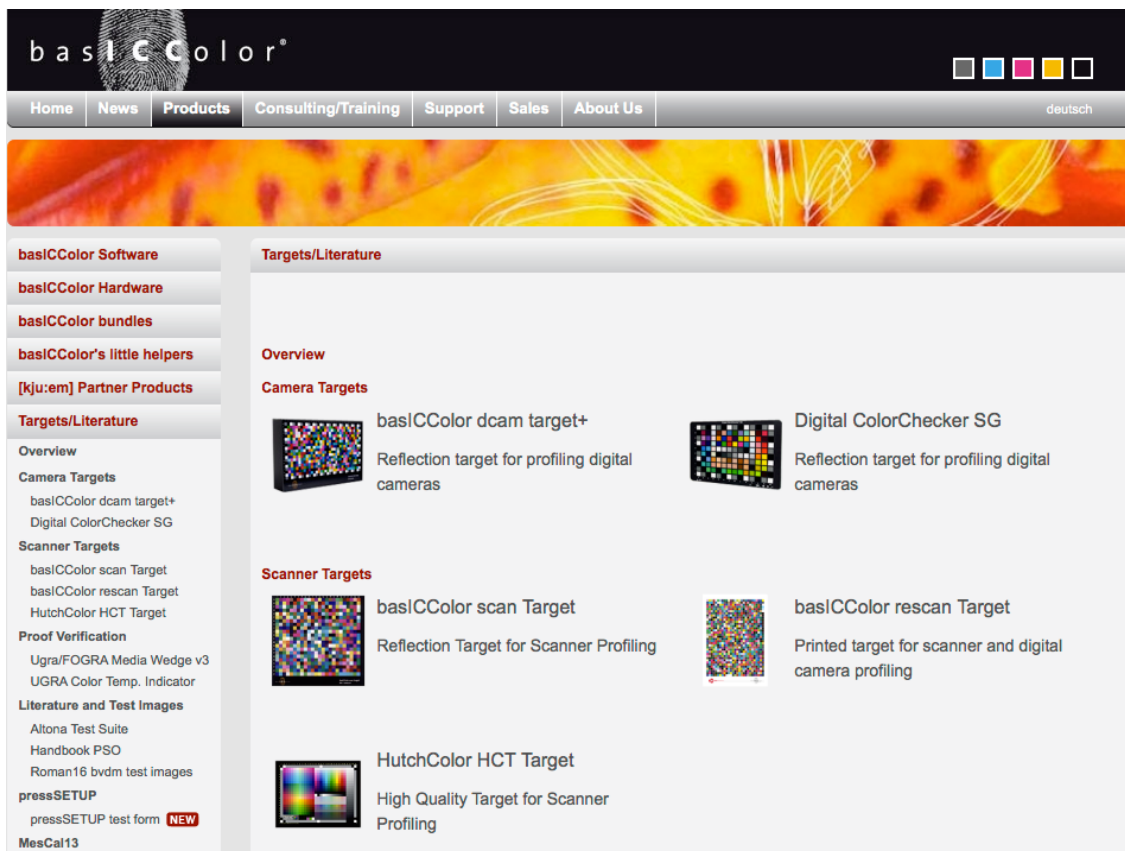 basICColor®
Home
News
Products
Consulting/Training
Support
Sales
About Us
deutsch
basICColor Software
basICColor Hardware
basICColor bundles
basICColor's little helpers
[kju:em] Partner Products
Targets/Literature
Overview
Camera Targets
basICColor dcam target+
Digital ColorChecker SG
Scanner Targets
basICColor scan Target
basICColor rescan Target
HutchColor HCT Target
Proof Verification
Ugra/FOGRA Media Wedge v3
UGRA Color Temp. Indicator
Literature and Test Images
Altona Test Suite
Handbook PSO
Roman16 bvdm test images
pressSETUP
pressSETUP test form NEW
MesCal13
Targets/Literature
Overview
Camera Targets
basICColor dcam target+
Reflection target for profiling digital
cameras
Digital ColorChecker SG
Reflection target for profiling digital
cameras
Scanner Targets
basICColor scan Target
Reflection Target for Scanner Profiling
basICColor rescan Target
Printed target for scanner and digital
camera profiling
HutchColor HCT Target
High Quality Target for Scanner
Profiling